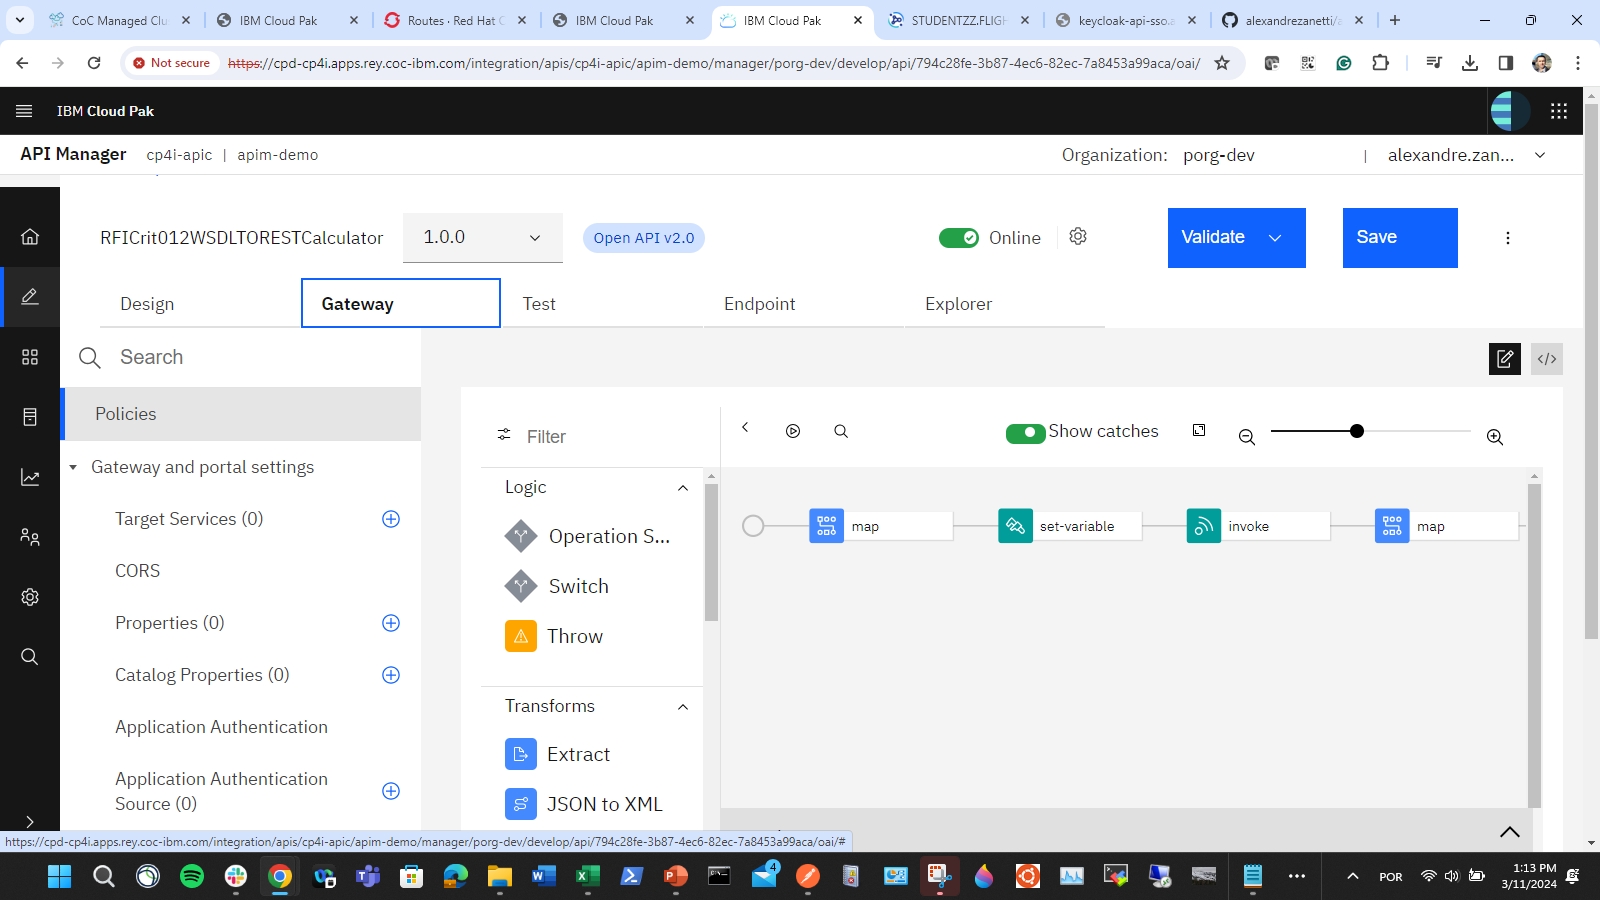 CoC Managed Clu
IBM Cloud Pak
Routes · Red Hat C
IBM Cloud Pak
IBM Cloud Pak
STUDENTZZ.FLIGH
keycloak-api-sso.a
alexandrezanetti/a
Not secure
https://cpd-cp4i.apps.rey.coc-ibm.com/integration/apis/cp4i-apic/apim-demo/manager/porg-dev/develop/api/794c28fe-3b87-4ec6-82ec-7a8453a99aca/oai/
IBM Cloud Pak
API Manager cp4i-apic | apim-demo
Organization: porg-dev | alexandre.zan...
RFICrit012WSDLTORESTCalculator
1.0.0
Open API v2.0
Online
Validate
Save
Design
Gateway
Test
Endpoint
Explorer
Search
</>
Policies
Gateway and portal settings
Target Services (0)
CORS
Properties (0)
Catalog Properties (0)
Application Authentication
Application Authentication
Source (0)
Filter
Show catches
Logic
Operation S...
Switch
Throw
Transforms
Extract
JSON to XML
map
set-variable
invoke
map
https://cpd-cp4i.apps.rey.coc-ibm.com/integration/apis/cp4i-apic/apim-demo/manager/porg-dev/develop/api/794c28fe-3b87-4ec6-82ec-7a8453a99aca/oai/#
4
POR
1:13 PM
3/11/2024